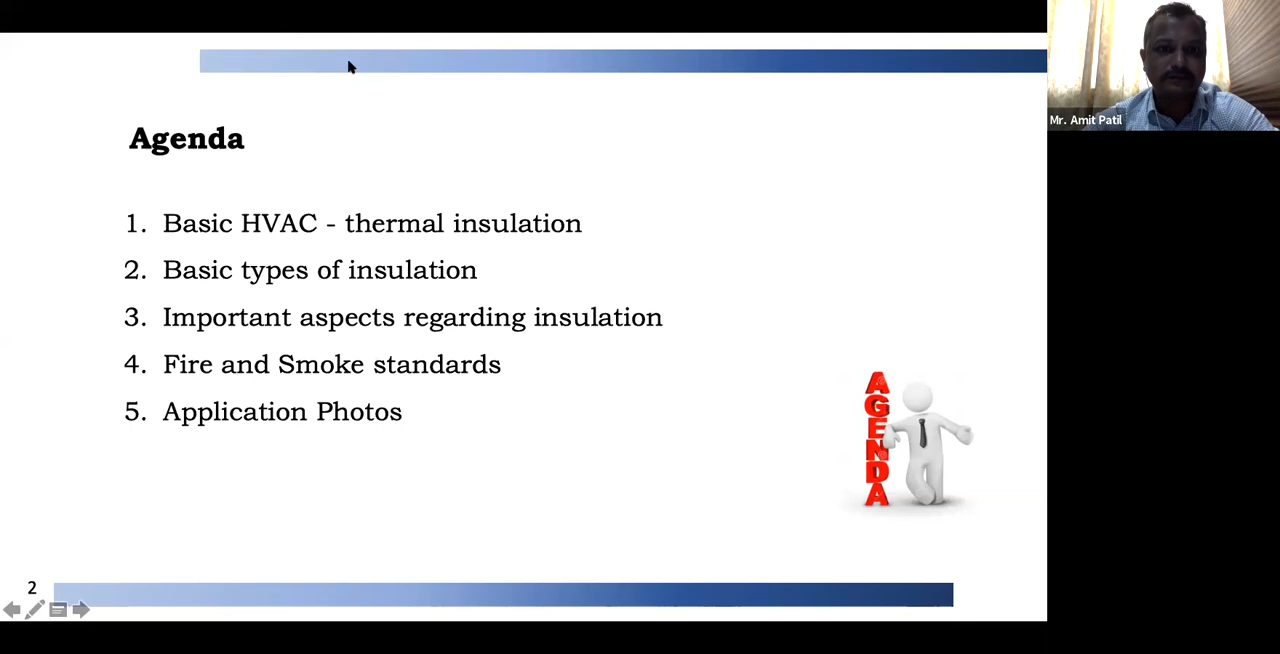 Mr. Amit Patil
Agenda
1. Basic HVAC - thermal insulation
2. Basic types of insulation
3. Important aspects regarding insulation
4. Fire and Smoke standards
5. Application Photos
AGENDA
2